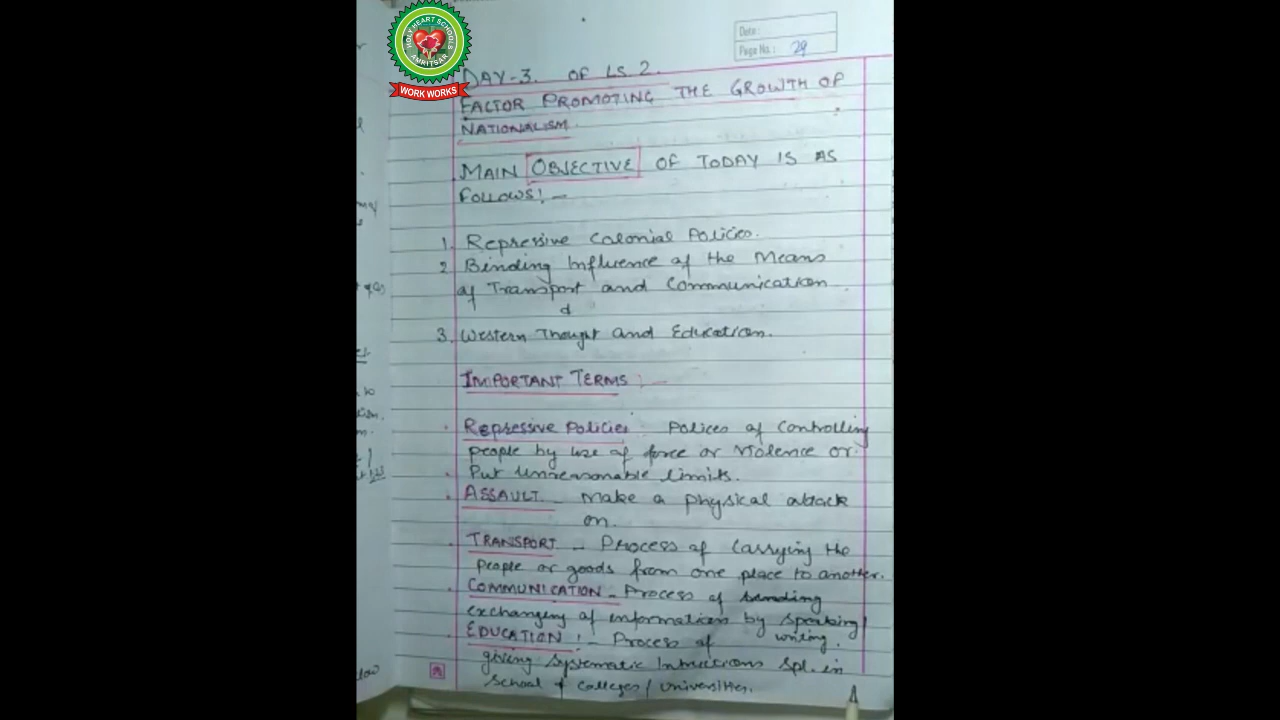 HOLY HEART SCHOOLS
AMRITSAR
WORK WORKS
Date :
Page No. : 29
DAY-3. OF LS 2.
FACTOR PROMOTING THE GROWTH OF
NATIONALISM.
MAIN OBJECTIVE OF TODAY IS AS
FOLLOWS! -
1. Repressive Colonial Policies.
2 Binding Influence of the Means
of Transport and Communication
&
3. Western Thought and Education.
IMPORTANT TERMS :-
Repressive Policies: Polices of Controlling
people by use of force or violence or
Put unreasonable limits.
ASSAULT - Make a physical attack
on.
TRANSPORT - Process of Carrying the
people or goods from one place to another.
COMMUNICATION - Process of sending
exchanging of information by speaking/
writing.
EDUCATION :- Process of
giving systematic Intructions Spl. in
School & Colleges/Universities.